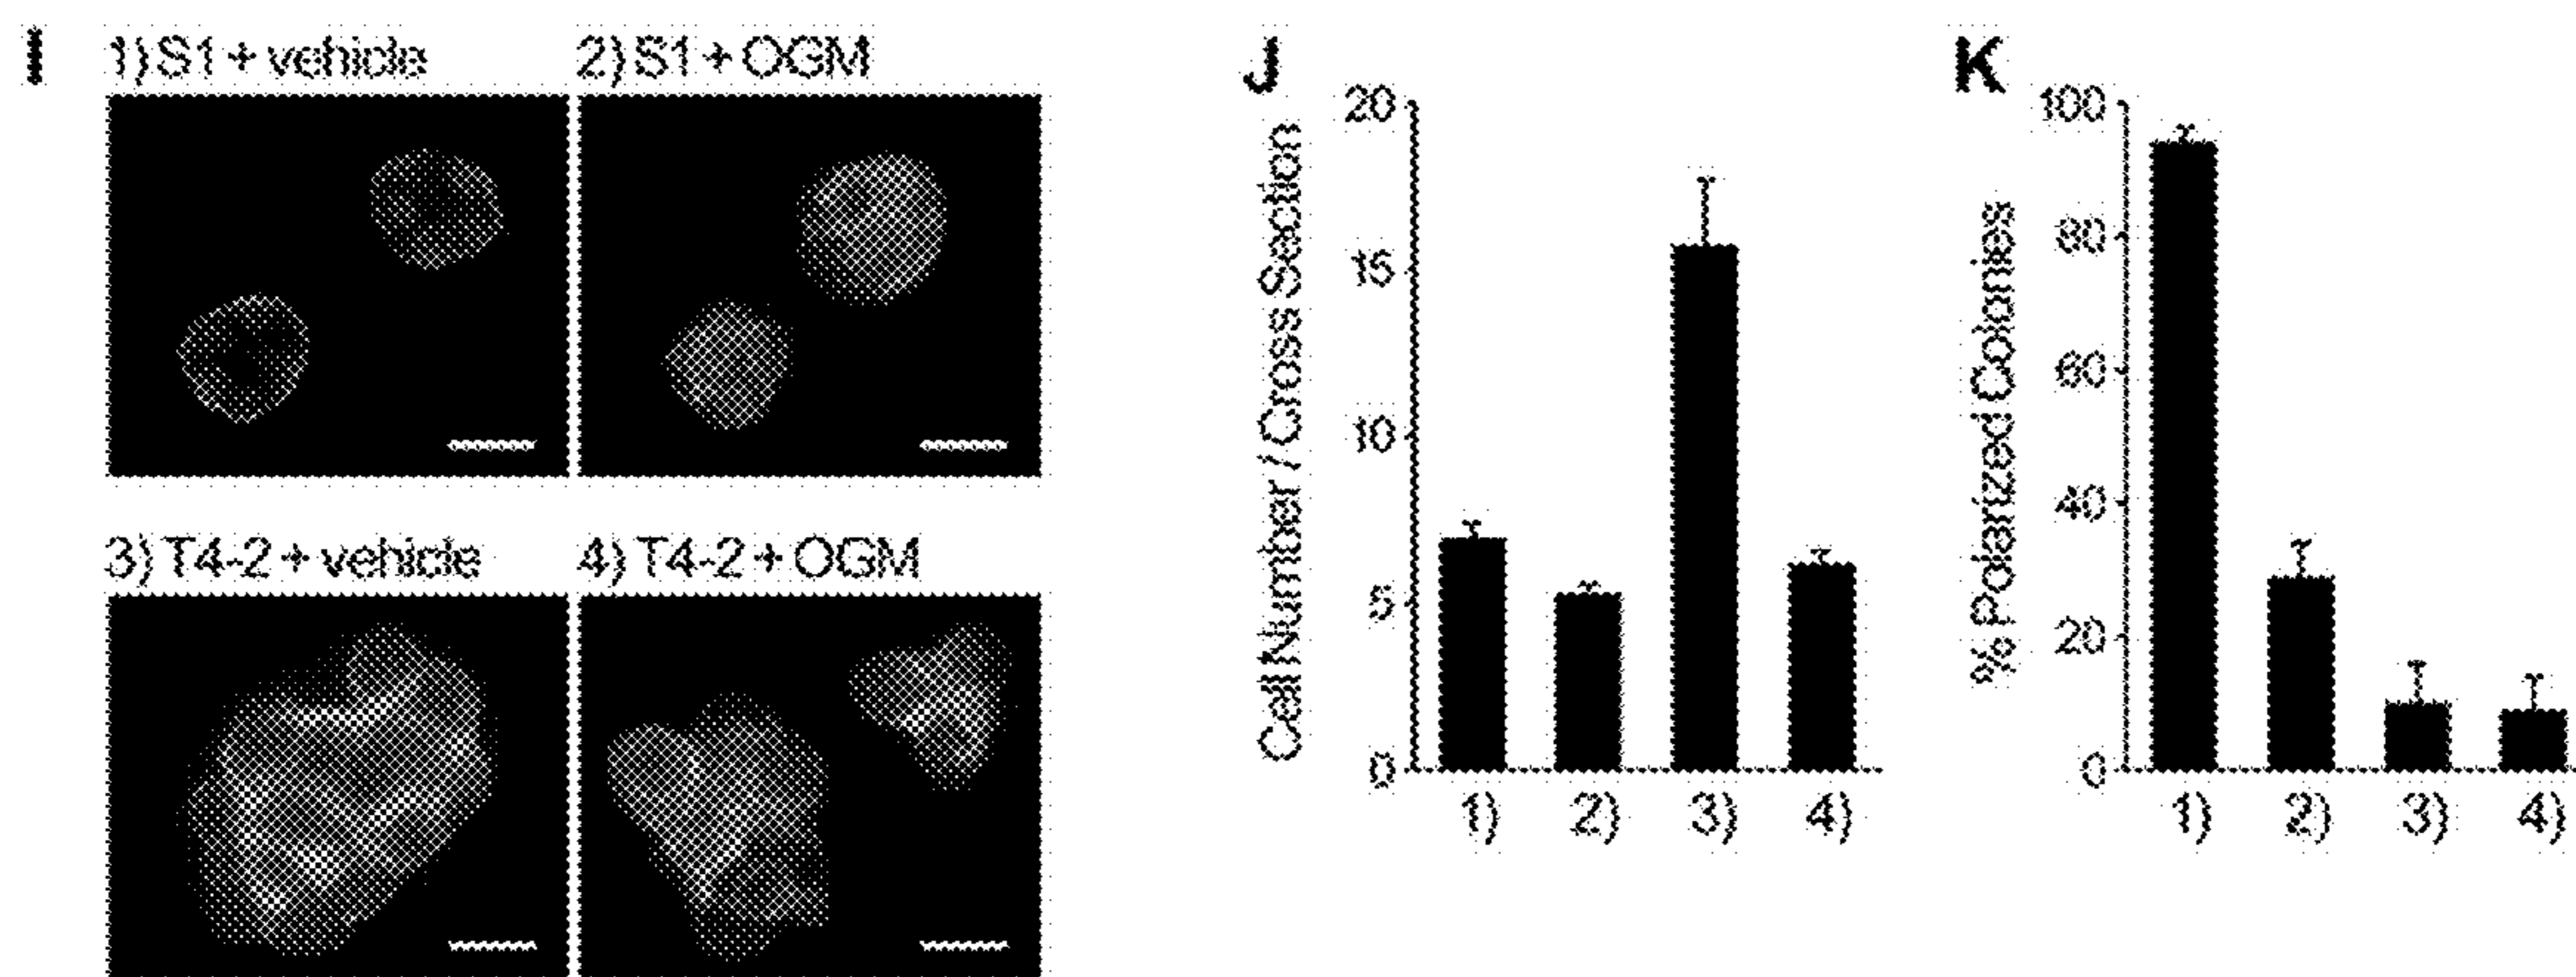 I
1) S1 + vehicle
2) S1 + OGM
3) T4-2 + vehicle
4) T4-2 + OGM
J
Cell Number / Cross Section
20
15
10
5
0
1)
2)
3)
4)
K
% Polarized Colonies
100
80
60
40
20
0
1)
2)
3)
4)